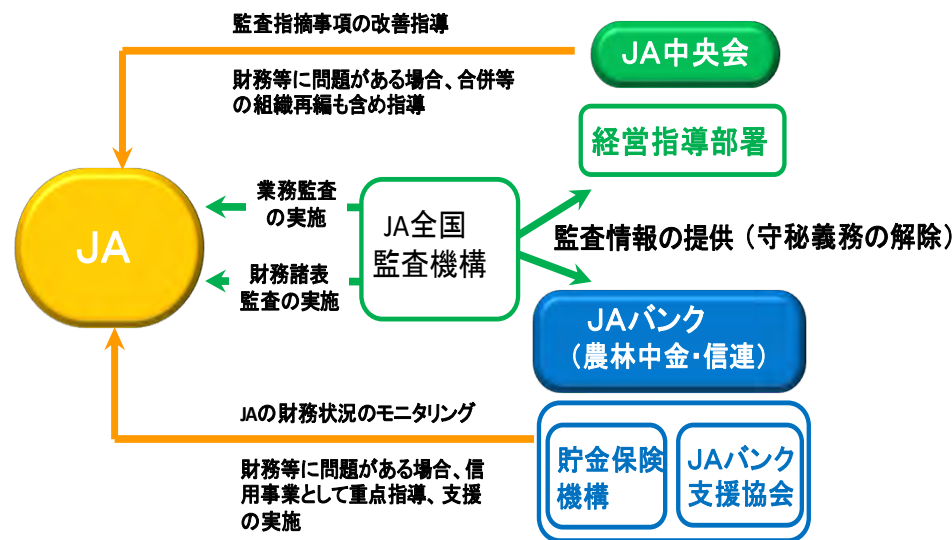 監査指摘事項の改善指導
JA中央会
財務等に問題がある場合、合併等
の組織再編も含め指導
経営指導部署
JA
業務監査
の実施
JA全国
監査機構
監査情報の提供（守秘義務の解除）
財務諸表
監査の実施
JAバンク
（農林中金・信連）
JAの財務状況のモニタリング
財務等に問題がある場合、信
用事業として重点指導、支援
の実施
貯金保険
機構
JAバンク
支援協会